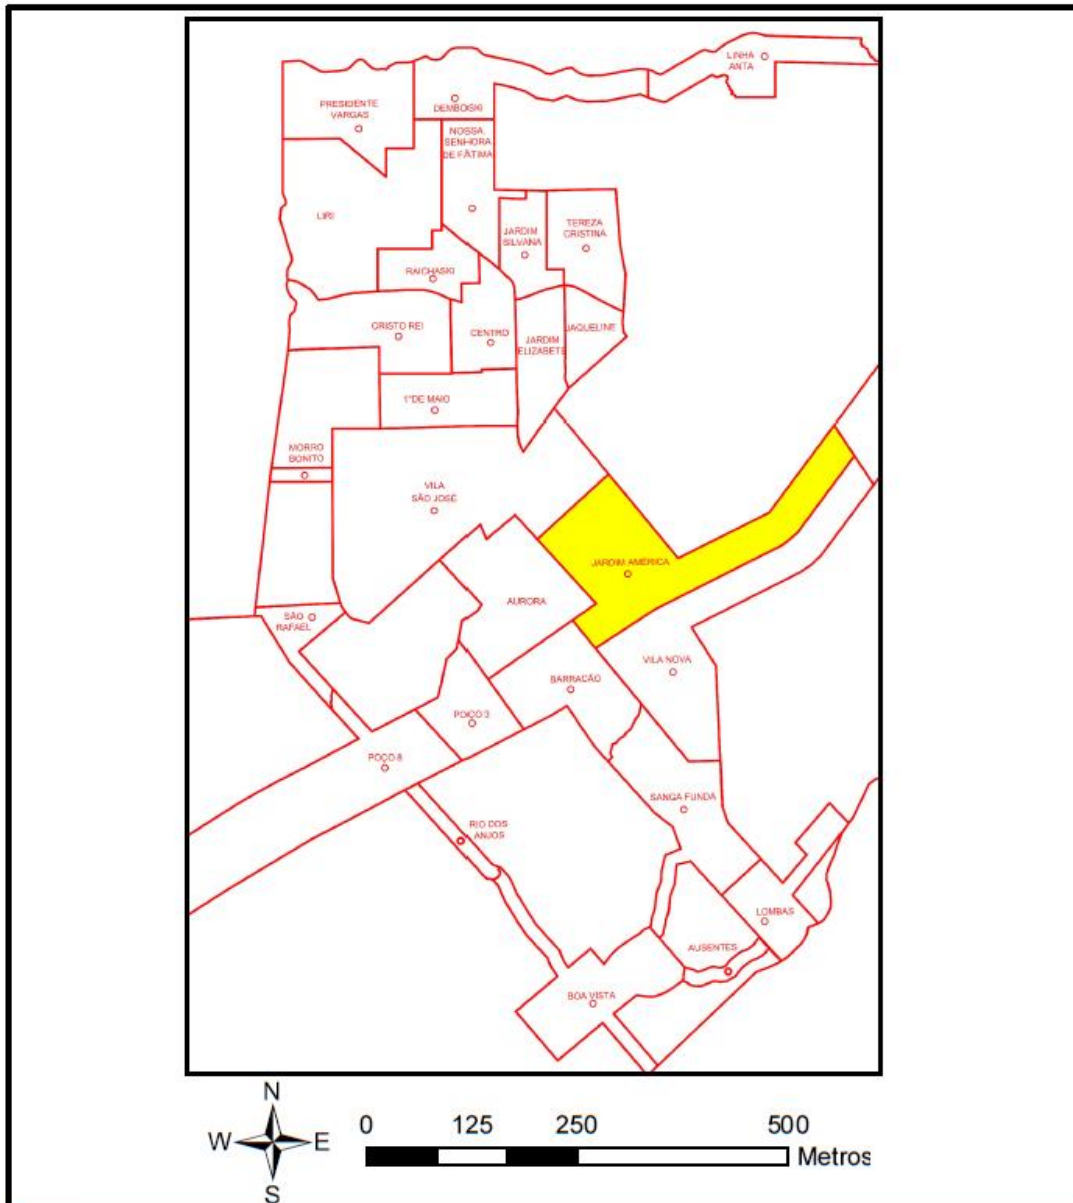 LINHA
ANTA
PRESIDENTE
VARGAS
DEMBOISKI
NOSSA
SENHORA
DE FÁTIMA
LIRI
JARDIM
SILVANA
TEREZA
CRISTINA
RAICHASKI
CRISTO REI
CENTRO
JARDIM
ELIZABETE
JAQUELINE
1º DE MAIO
MORRO
BONITO
VILA
SÃO JOSÉ
JARDIM AMÉRICA
AURORA
SÃO
RAFAEL
VILA NOVA
BARRACÃO
POÇO 3
POÇO 8
SANGA FUNDA
RIO DOS
ANJOS
LOMBAS
AUSENTES
BOA VISTA
N
W E
S
0 125 250 500
Metros